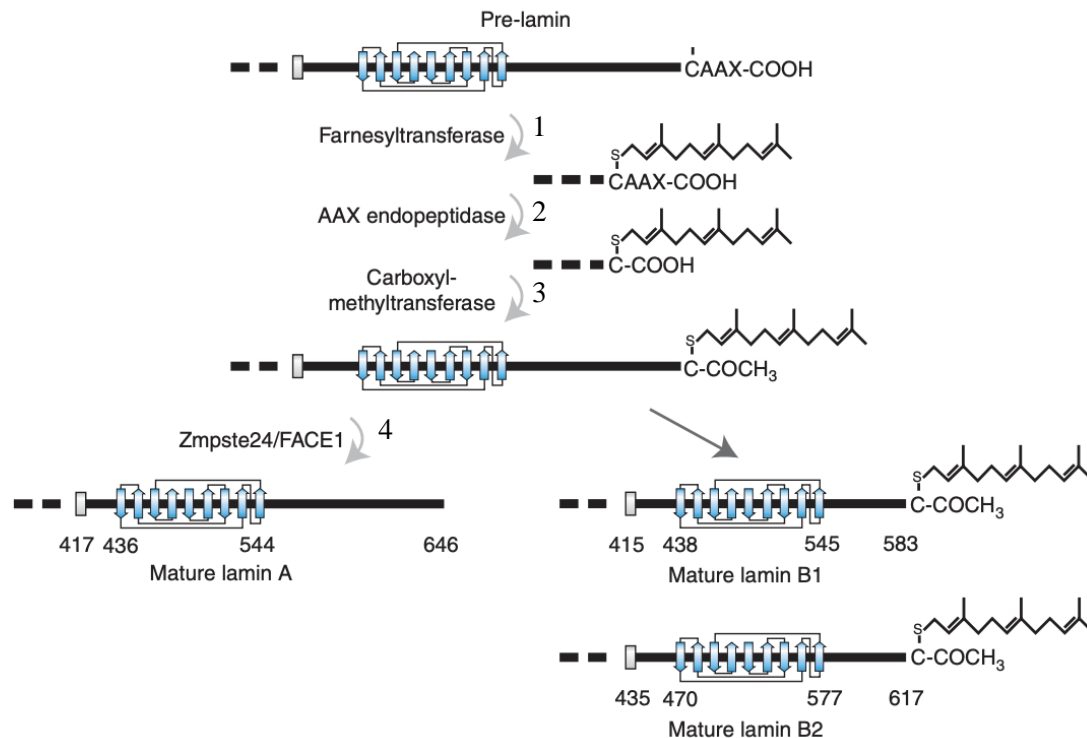 Pre-lamin
CAAX-COOH
Farnesyltransferase 1
S
CAAX-COOH
AAX endopeptidase 2
S
C-COOH
Carboxyl-
methyltransferase 3
S
C-COCH₃
Zmpste24/FACE1 4
417 436 544 646
Mature lamin A
S
C-COCH₃
415 438 545 583
Mature lamin B1
S
C-COCH₃
435 470 577 617
Mature lamin B2